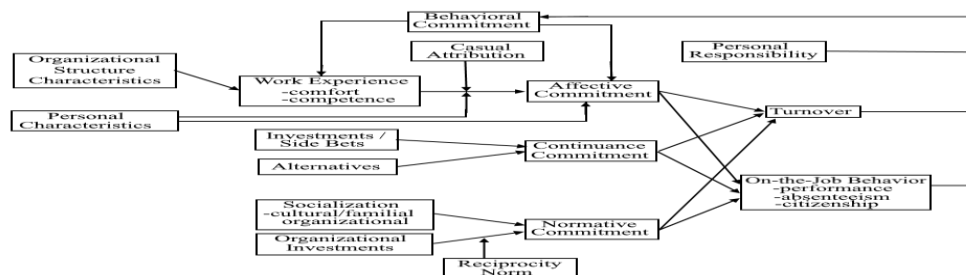 Behavioral
Commitment
Casual
Attribution
Personal
Responsibility
Organizational
Structure
Characteristics
Work Experience
-comfort
-competence
Affective
Commitment
Personal
Characteristics
Turnover
Investments /
Side Bets
Continuance
Commitment
Alternatives
On-the-Job Behavior
-performance
-absenteeism
-citizenship
Socialization
-cultural/familial
organizational
Normative
Commitment
Organizational
Investments
Reciprocity
Norm